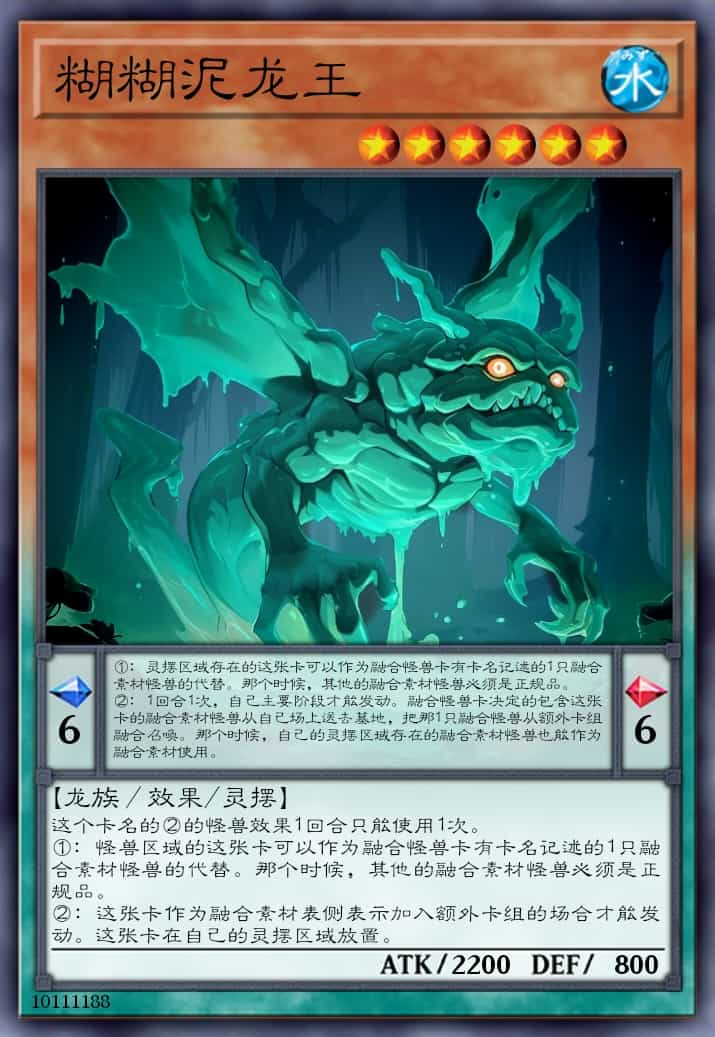 糊糊泥龙王
みず
水
①：灵摆区域存在的这张卡可以作为融合怪兽卡有卡名记述的1只融合
素材怪兽的代替。那个时候，其他的融合素材怪兽必须是正规品。
②：1回合1次，自己主要阶段才能发动。融合怪兽卡决定的包含这张
卡的融合素材怪兽从自己场上送去墓地，把那1只融合怪兽从额外卡组
融合召唤。那个时候，自己的灵摆区域存在的融合素材怪兽也能作为
融合素材使用。
6
6
【龙族／效果/灵摆】
这个卡名的②的怪兽效果1回合只能使用1次。
①：怪兽区域的这张卡可以作为融合怪兽卡有卡名记述的1只融
合素材怪兽的代替。那个时候，其他的融合素材怪兽必须是正
规品。
②：这张卡作为融合素材表侧表示加入额外卡组的场合才能发
动。这张卡在自己的灵摆区域放置。
ATK/2200 DEF/ 800
10111188